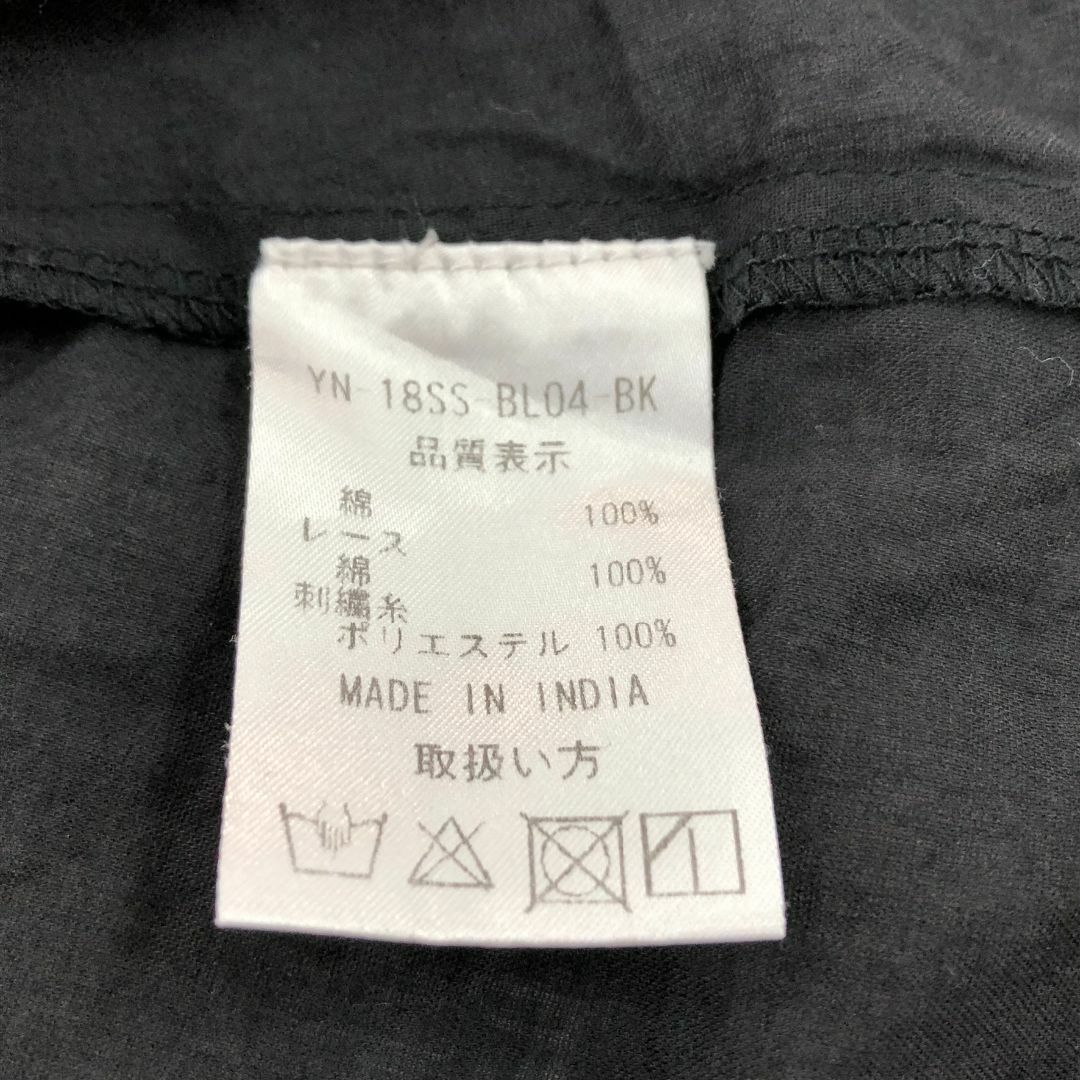 YN-18SS-BL04-BK
品質表示
綿 100%
レース
綿 100%
刺繍糸
ポリエステル 100%
MADE IN INDIA
取扱い方